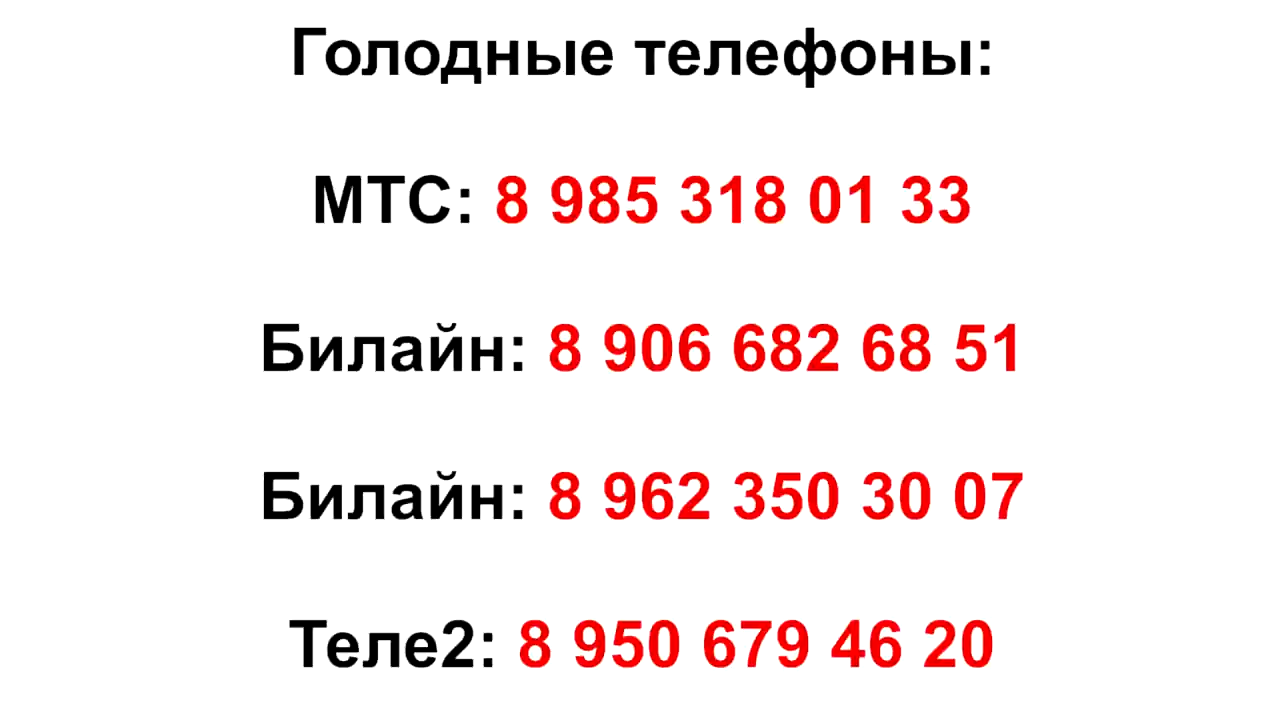 Голодные телефоны:
МТС: 8 985 318 01 33
Билайн: 8 906 682 68 51
Билайн: 8 962 350 30 07
Теле2: 8 950 679 46 20